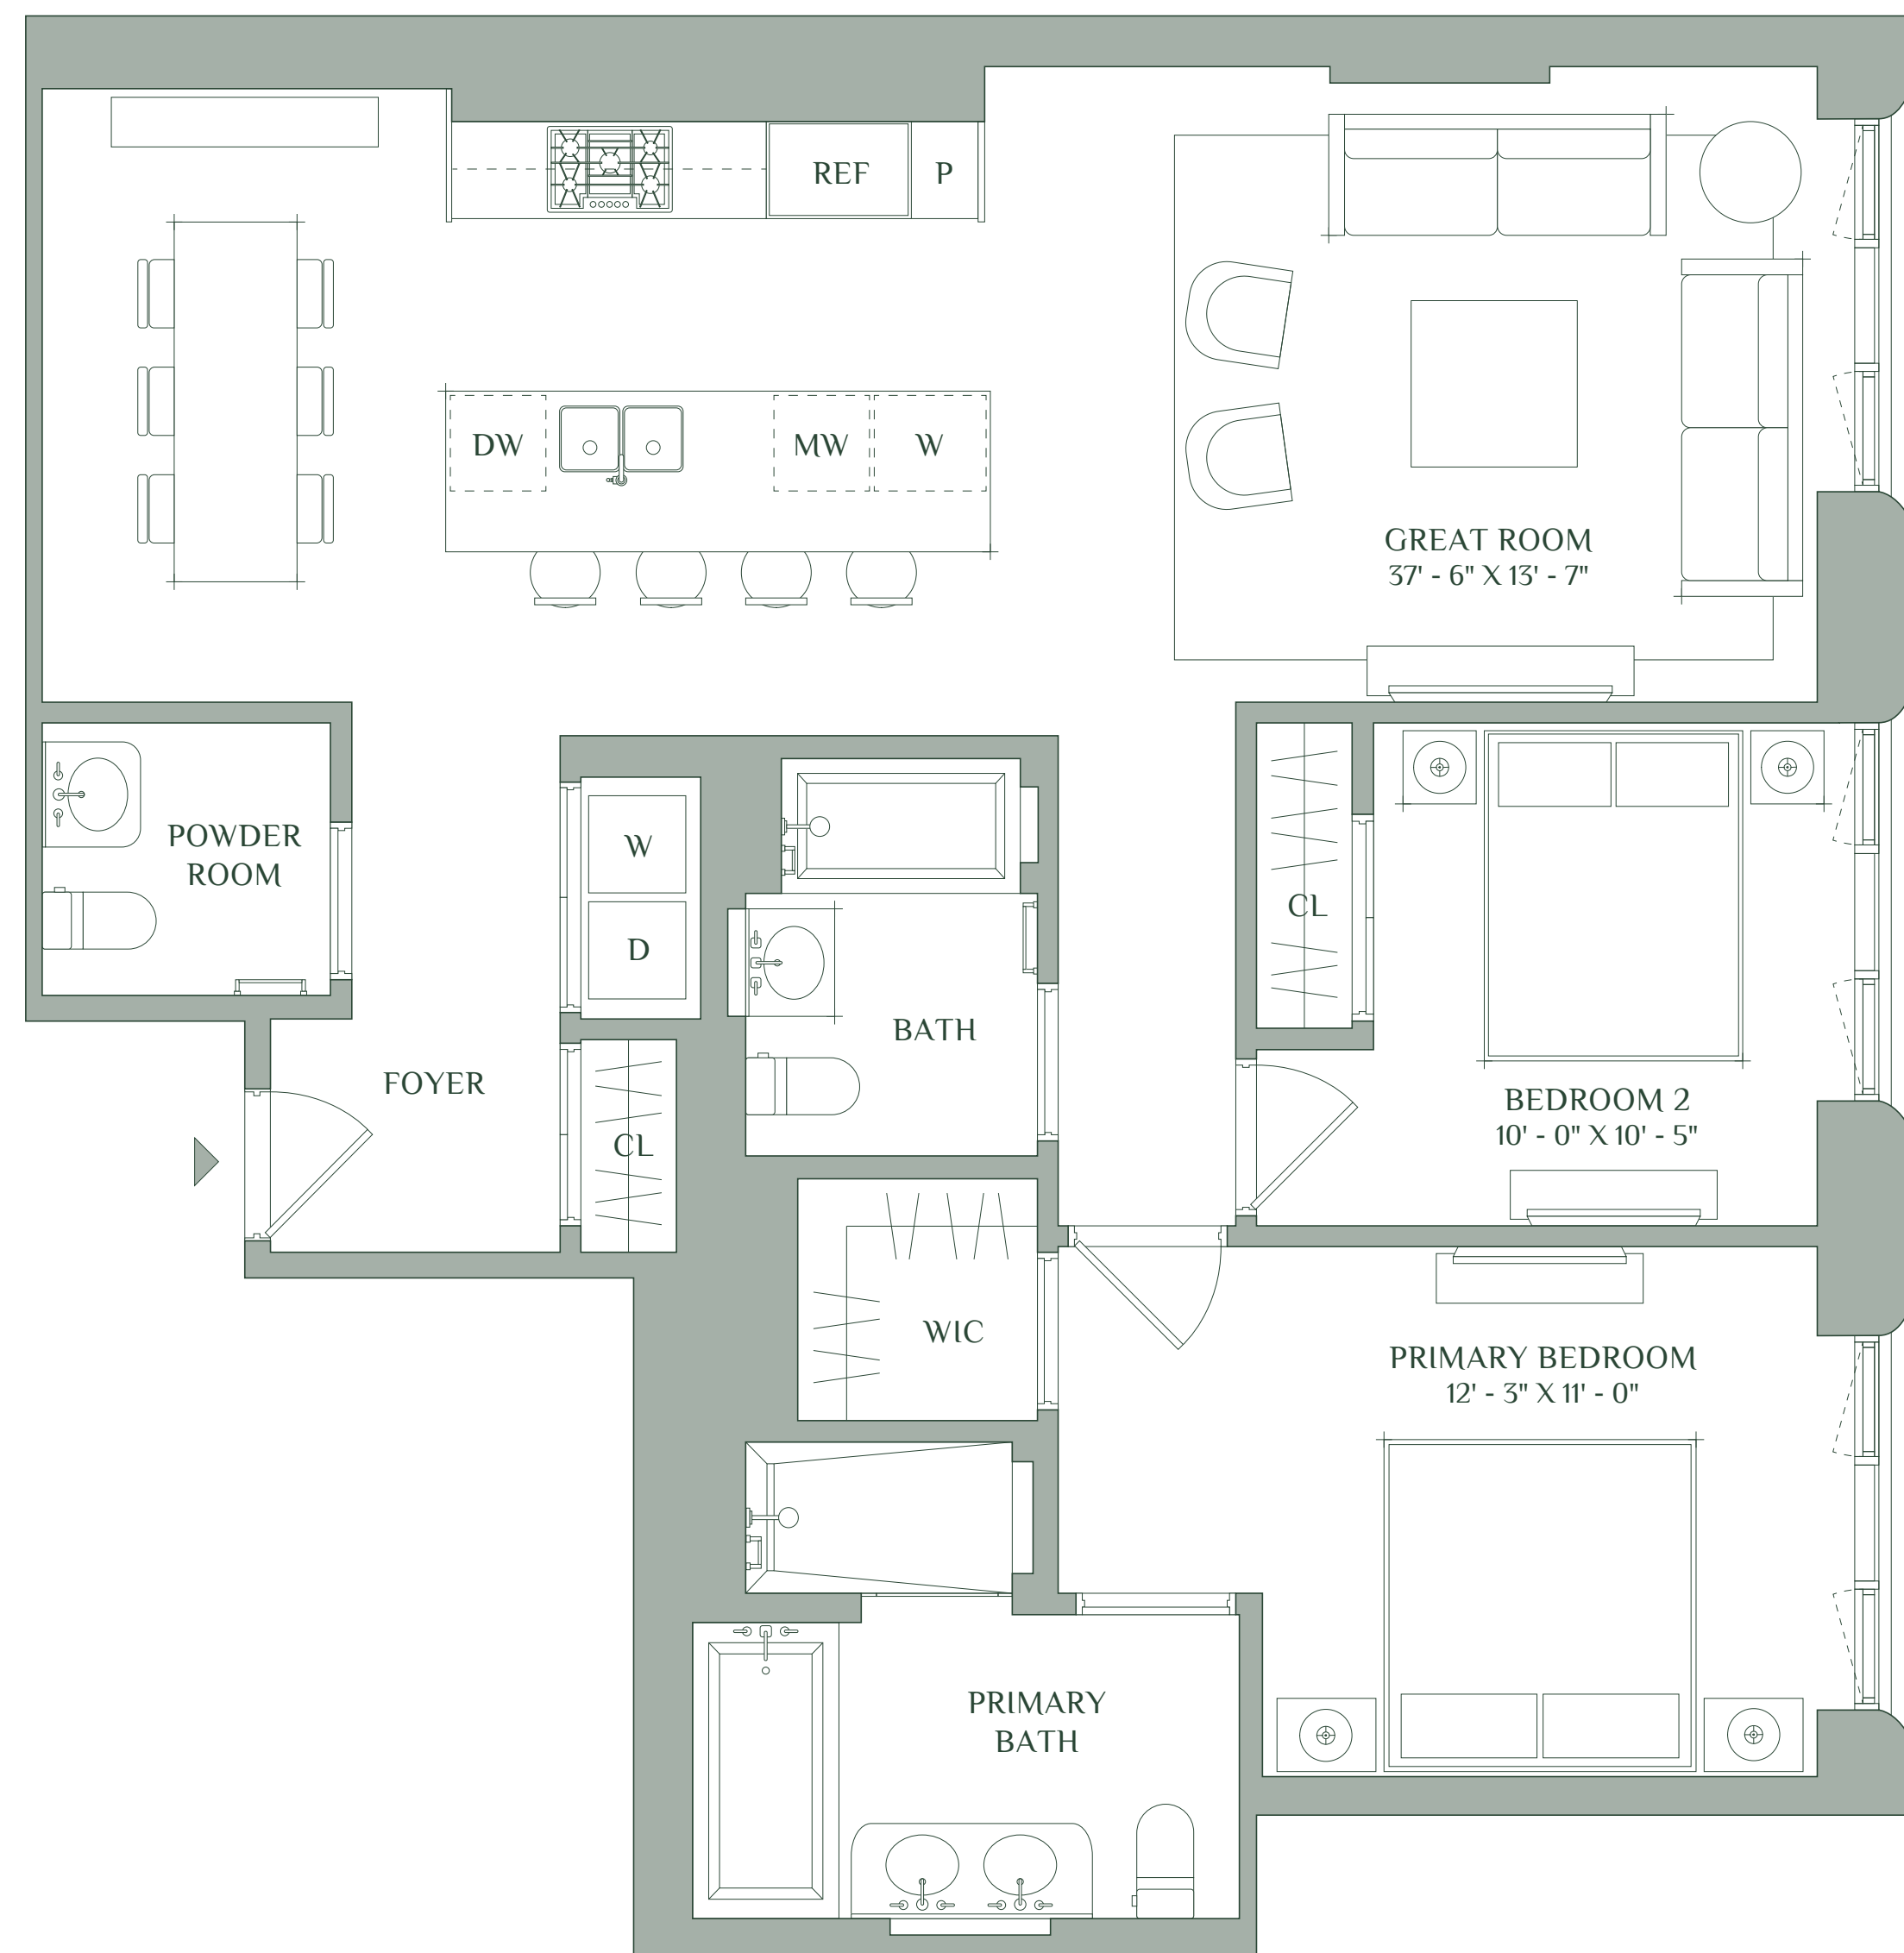 REF
P
DW
MW
W
GREAT ROOM
37' - 6" X 13' - 7"
POWDER
ROOM
W
D
CL
BATH
FOYER
CL
BEDROOM 2
10' - 0" X 10' - 5"
WIC
PRIMARY BEDROOM
12' - 3" X 11' - 0"
PRIMARY
BATH